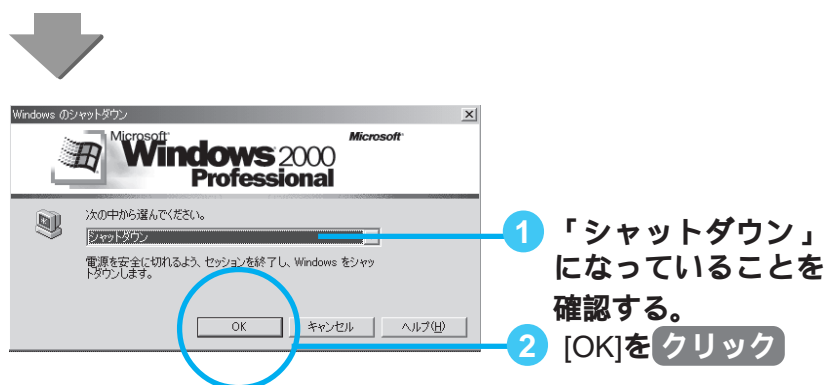 Windows のシャットダウン
Microsoft
Windows 2000
Professional
Microsoft
次の中から選んでください。
シャットダウン
電源を安全に切れるよう、セッションを終了し、Windows をシャッ
トダウンします。
OK
キャンセル
ヘルプ(H)
1 「シャットダウン」
になっていることを
確認する。
2 [OK]をクリック